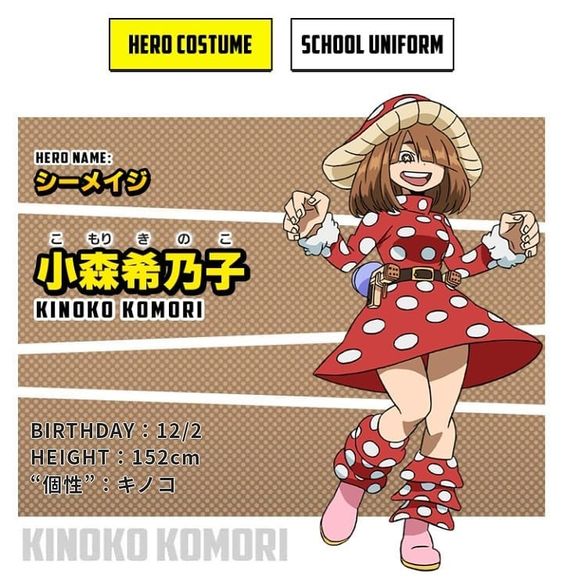 HERO COSTUME
SCHOOL UNIFORM
HERO NAME:
シーメイジ
こ もり き の こ
小森希乃子
KINOKO KOMORI
BIRTHDAY：12/2
HEIGHT：152cm
“個性”：キノコ
KINOKO KOMORI